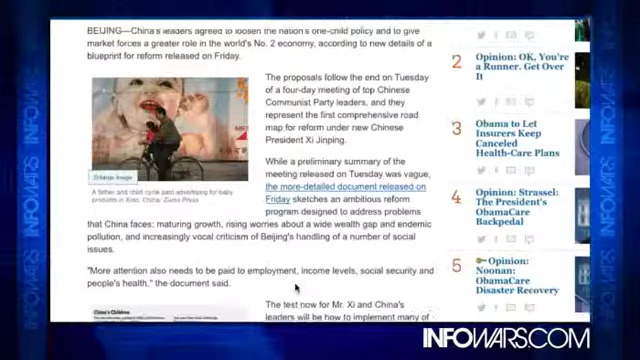 BEIJING—China's leaders agreed to loosen the nation's one-child policy and to give
market forces a greater role in the world's No. 2 economy, according to new details of a
blueprint for reform released on Friday.
Enlarge Image
A father and child cycle past advertising for baby
products in China. Zuma Press
The proposals follow the end on Tuesday
of a four-day meeting of top Chinese
Communist Party leaders, and they
represent the first comprehensive road
map for reform under new Chinese
President Xi Jinping.
While a preliminary summary of the
meeting released on Tuesday was vague,
the more-detailed document released on
Friday sketches an ambitious reform
program designed to address problems
that China faces: maturing growth, rising worries about a wide wealth gap and endemic
pollution, and increasingly vocal criticism of Beijing's handling of a number of social
issues.
"More attention also needs to be paid to employment, income levels, social security and
people's health," the document said.
China's Children
The test now for Mr. Xi and China's
leaders will be how to implement many of
2 Opinion: OK, You're
a Runner. Get Over
It
3 Obama to Let
Insurers Keep
Canceled
Health-Care Plans
4 Opinion: Strassel:
The President's
ObamaCare
Backpedal
5 Opinion:
Noonan:
ObamaCare
Disaster Recovery
INFOWARS
INFOWARS
INFOWARS.COM